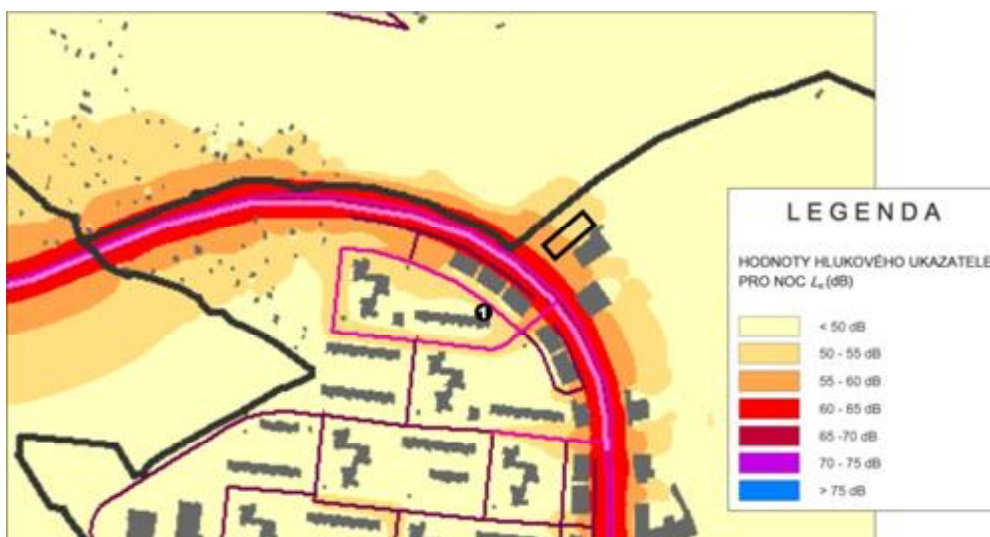 1
LEGENDA
HODNOTY HLUKOVÉHO UKAZATELE
PRO NOC Ln (dB)
< 50 dB
50 - 55 dB
55 - 60 dB
60 - 65 dB
65 -70 dB
70 - 75 dB
> 75 dB